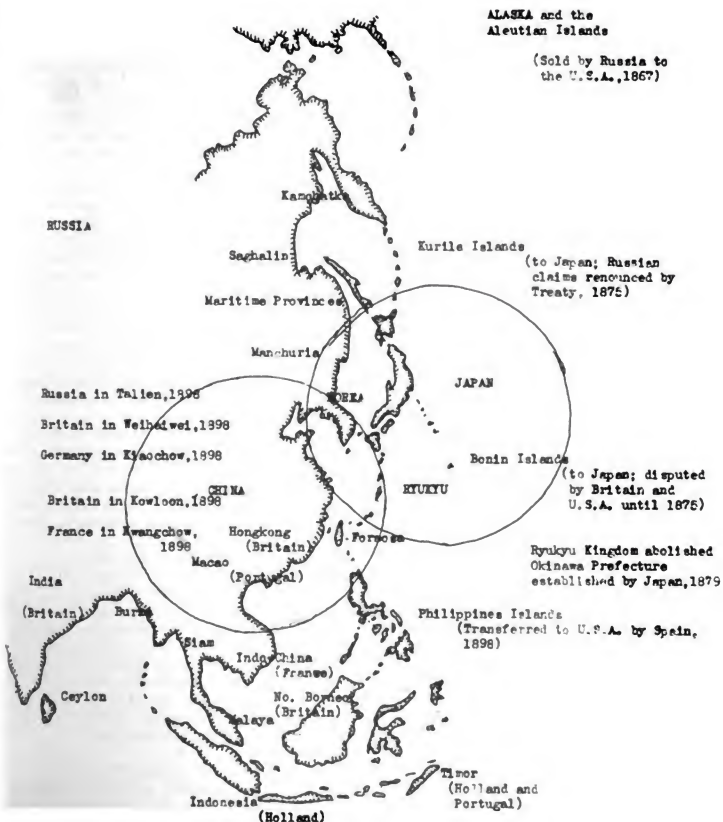 ALASKA and the
Aleutian Islands
(Sold by Russia to
the U.S.A.,1867)
Kamchatka
RUSSIA
Kurile Islands
(to Japan; Russian
claims renounced by
Treaty, 1875)
Saghalin
Maritime Provinces
Manchuria
JAPAN
Russia in Talien,1898
KOREA
Britain in Weihaiwei,1898
Germany in Kiaochow,1898
Bonin Islands
(to Japan; disputed
by Britain and
U.S.A. until 1875)
CHINA
RYUKYU
Britain in Kowloon,1898
France in Kwangchow,
1898
Hongkong
(Britain)
Formosa
Macao
(Portugal)
Ryukyu Kingdom abolished
Okinawa Prefecture
established by Japan,1879
India
(Britain)
Burma
Philippines Islands
(Transferred to U.S.A. by Spain,
1898)
Siam
Indo-China
(France)
Ceylon
No. Borneo
(Britain)
Malaya
Timor
(Holland and
Portugal)
Indonesia
(Holland)